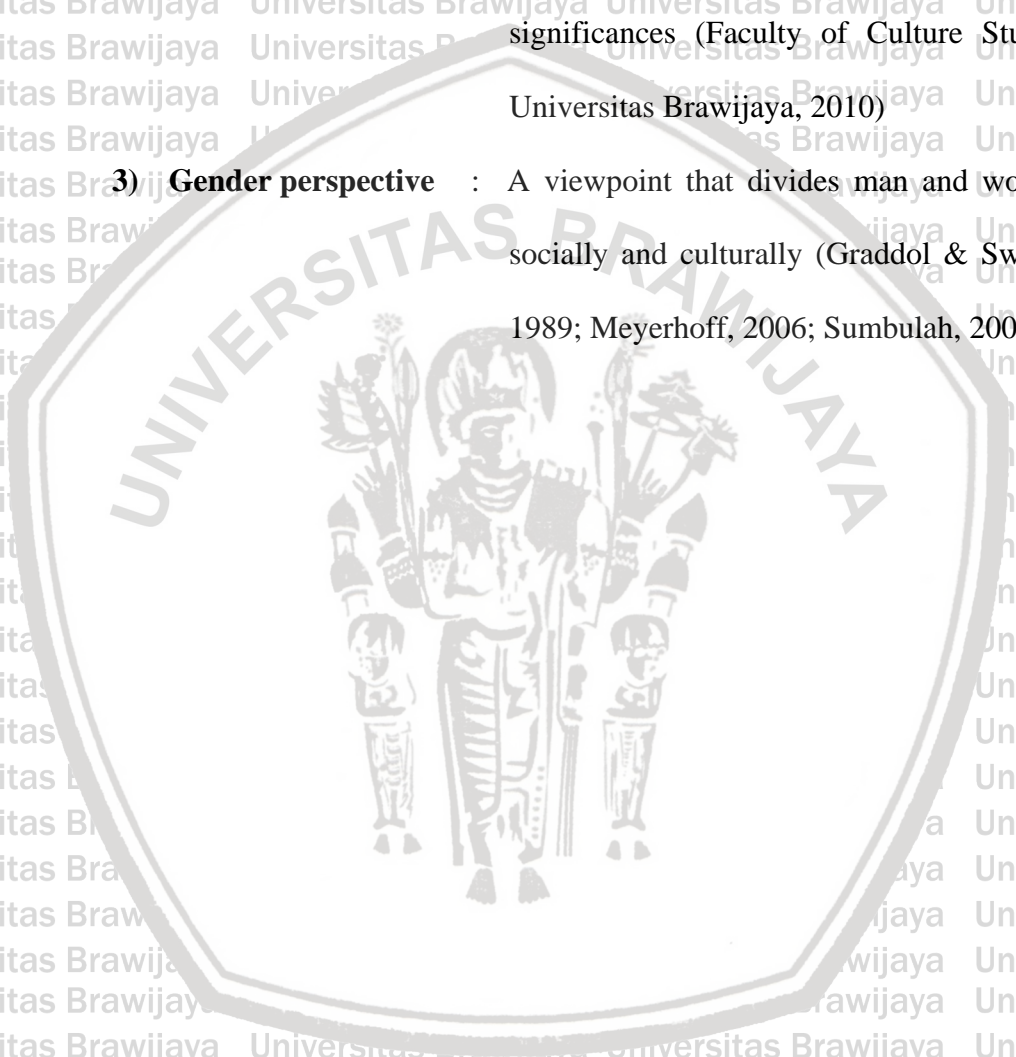 significances (Faculty of Culture Stu
Universitas Brawijaya, 2010)
3) Gender perspective : A viewpoint that divides man and wo
socially and culturally (Graddol & Sw
1989; Meyerhoff, 2006; Sumbulah, 200
UNIVERSITAS BRAWIJAYA